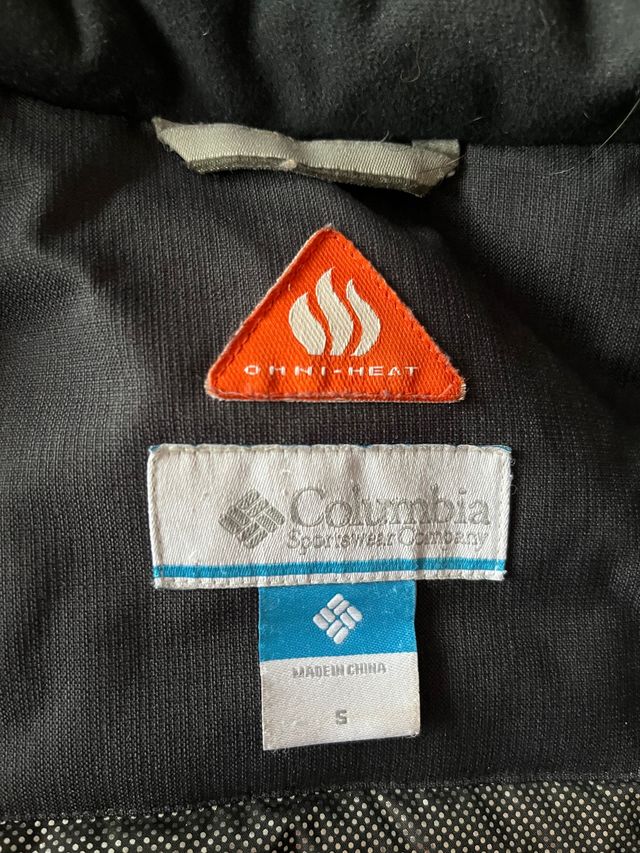 OMNI-HEAT
Columbia
Sportswear Company
MADE IN CHINA
S